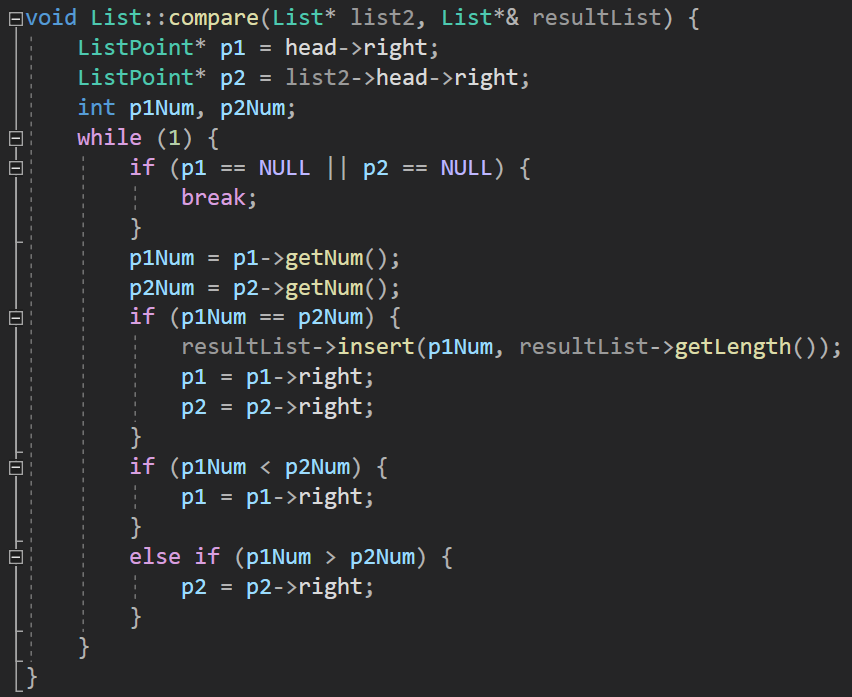 void List::compare(List* list2, List*& resultList) {
    ListPoint* p1 = head->right;
    ListPoint* p2 = list2->head->right;
    int p1Num, p2Num;
    while (1) {
        if (p1 == NULL || p2 == NULL) {
            break;
        }
        p1Num = p1->getNum();
        p2Num = p2->getNum();
        if (p1Num == p2Num) {
            resultList->insert(p1Num, resultList->getLength());
            p1 = p1->right;
            p2 = p2->right;
        }
        if (p1Num < p2Num) {
            p1 = p1->right;
        }
        else if (p1Num > p2Num) {
            p2 = p2->right;
        }
    }
}